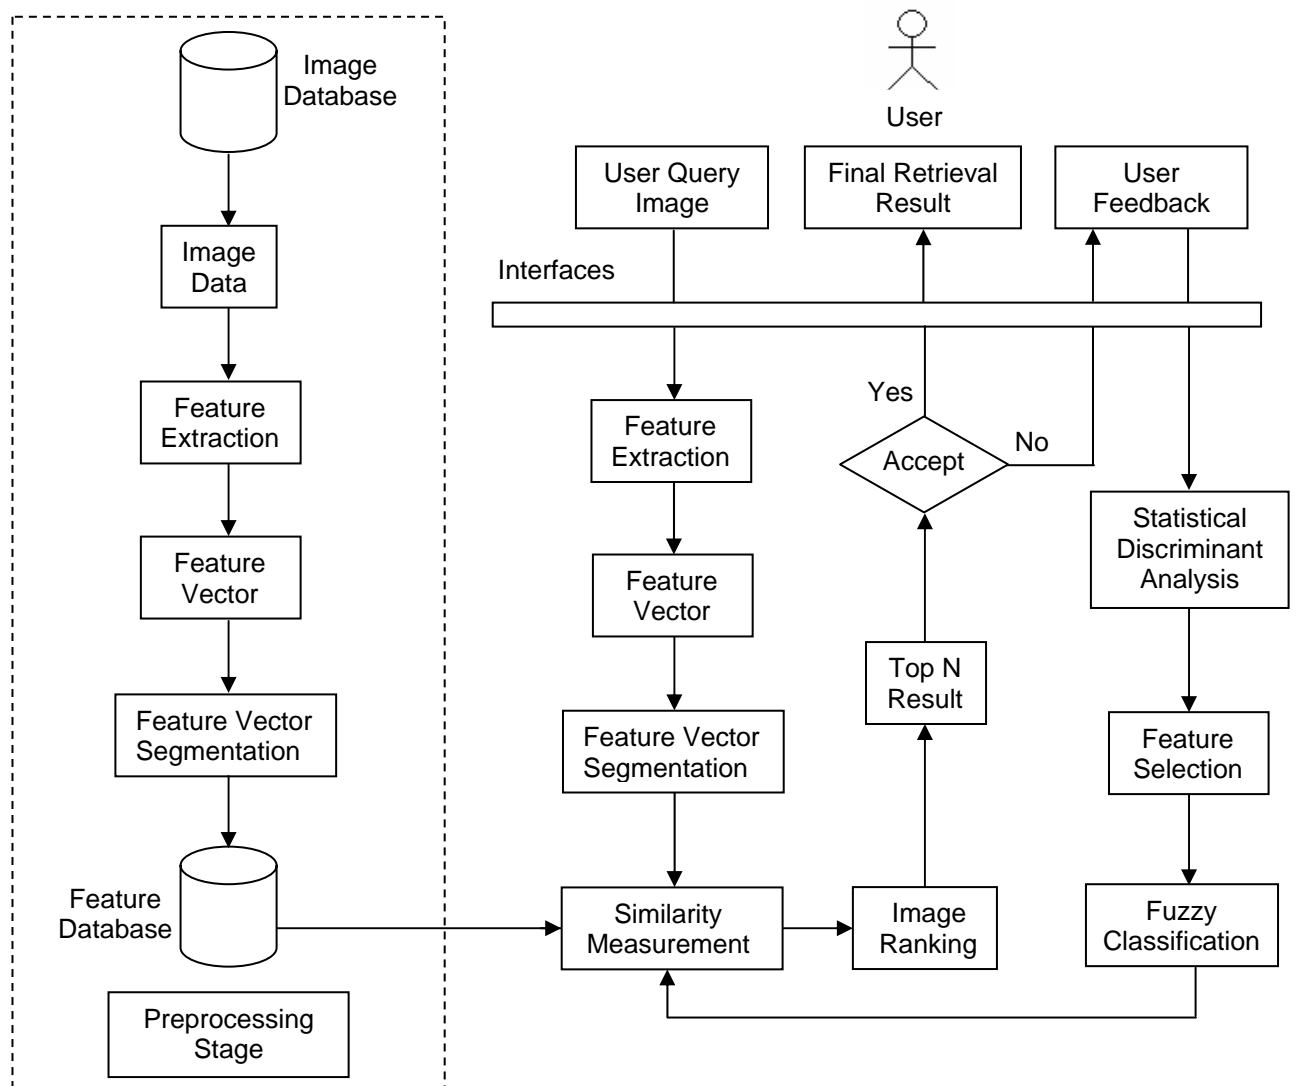 Image
Database
Image
Data
Feature
Extraction
Feature
Vector
Feature Vector
Segmentation
Feature
Database
Preprocessing
Stage
User
User Query
Image
Final Retrieval
Result
User
Feedback
Interfaces
Feature
Extraction
Feature
Vector
Feature Vector
Segmentation
Similarity
Measurement
Image
Ranking
Top N
Result
Accept
Yes
No
Statistical
Discriminant
Analysis
Feature
Selection
Fuzzy
Classification